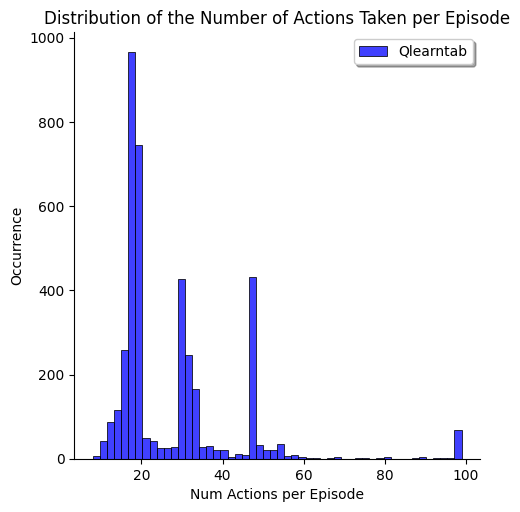 Distribution of the Number of Actions Taken per Episode
Qlearntab
1000
800
600
400
200
0
Occurrence
20
40
60
80
100
Num Actions per Episode